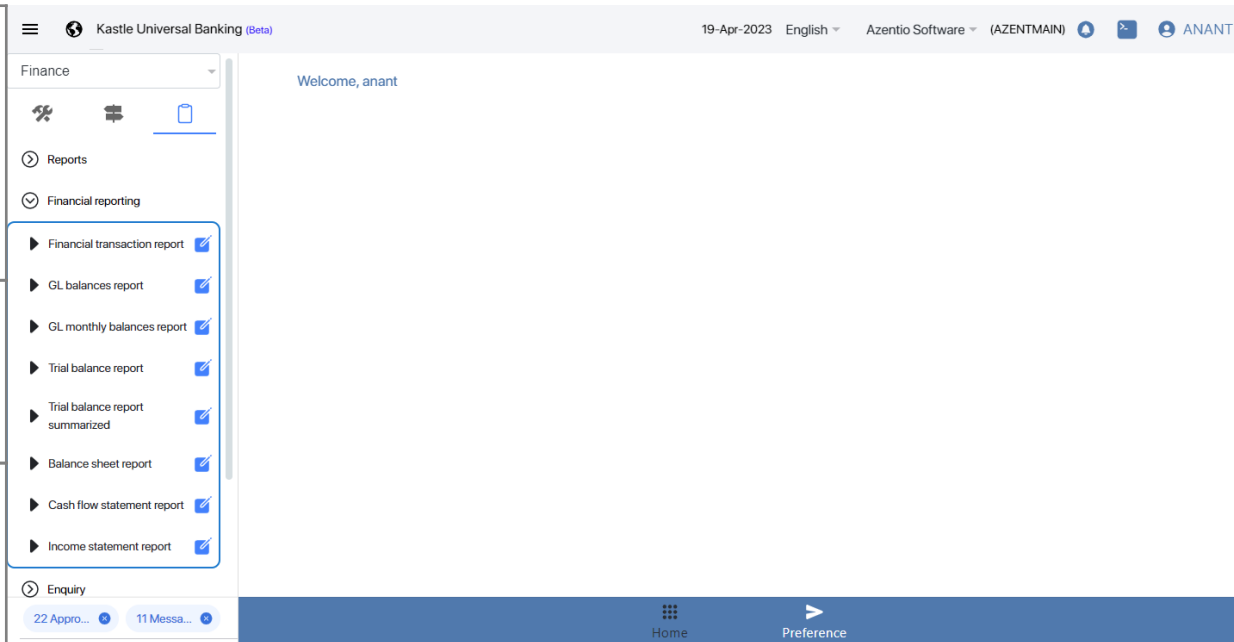 Kastle Universal Banking (Beta)
19-Apr-2023 English Azentio Software (AZENTMAIN) ANANT
Finance
Welcome, anant
Reports
Financial reporting
Financial transaction report
GL balances report
GL monthly balances report
Trial balance report
Trial balance report
summarized
Balance sheet report
Cash flow statement report
Income statement report
Enquiry
22 Appro... 11 Messa...
Home Preference